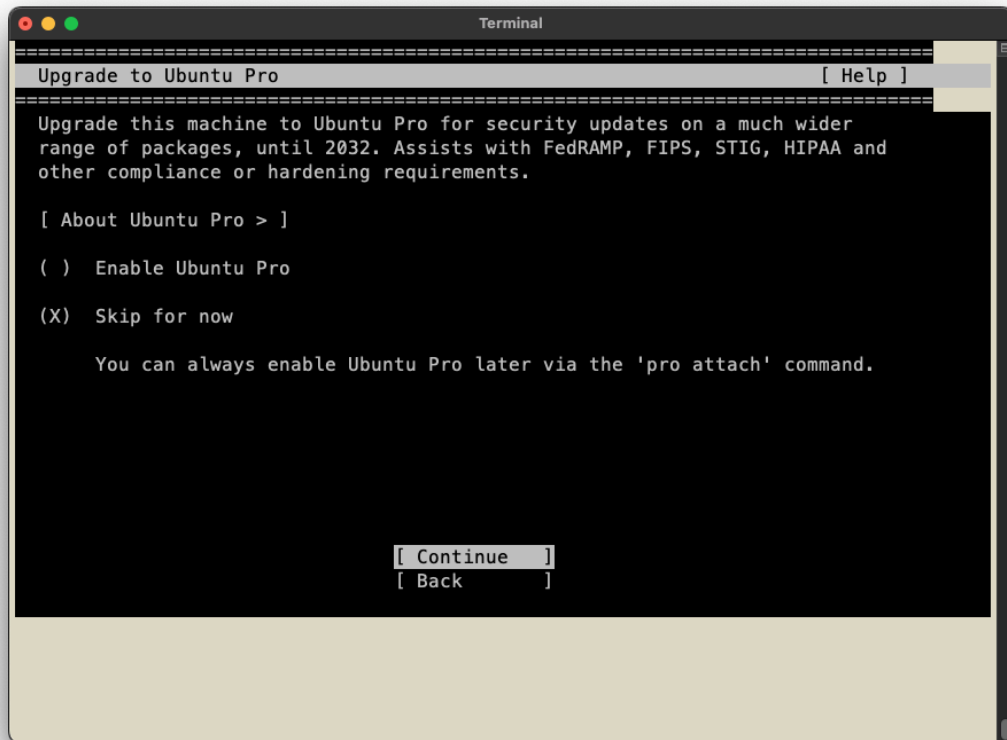 Terminal
================================================================================
Upgrade to Ubuntu Pro [ Help ]
================================================================================
Upgrade this machine to Ubuntu Pro for security updates on a much wider
range of packages, until 2032. Assists with FedRAMP, FIPS, STIG, HIPAA and
other compliance or hardening requirements.
[ About Ubuntu Pro > ]
( ) Enable Ubuntu Pro
(X) Skip for now
You can always enable Ubuntu Pro later via the 'pro attach' command.
[ Continue ]
[ Back ]